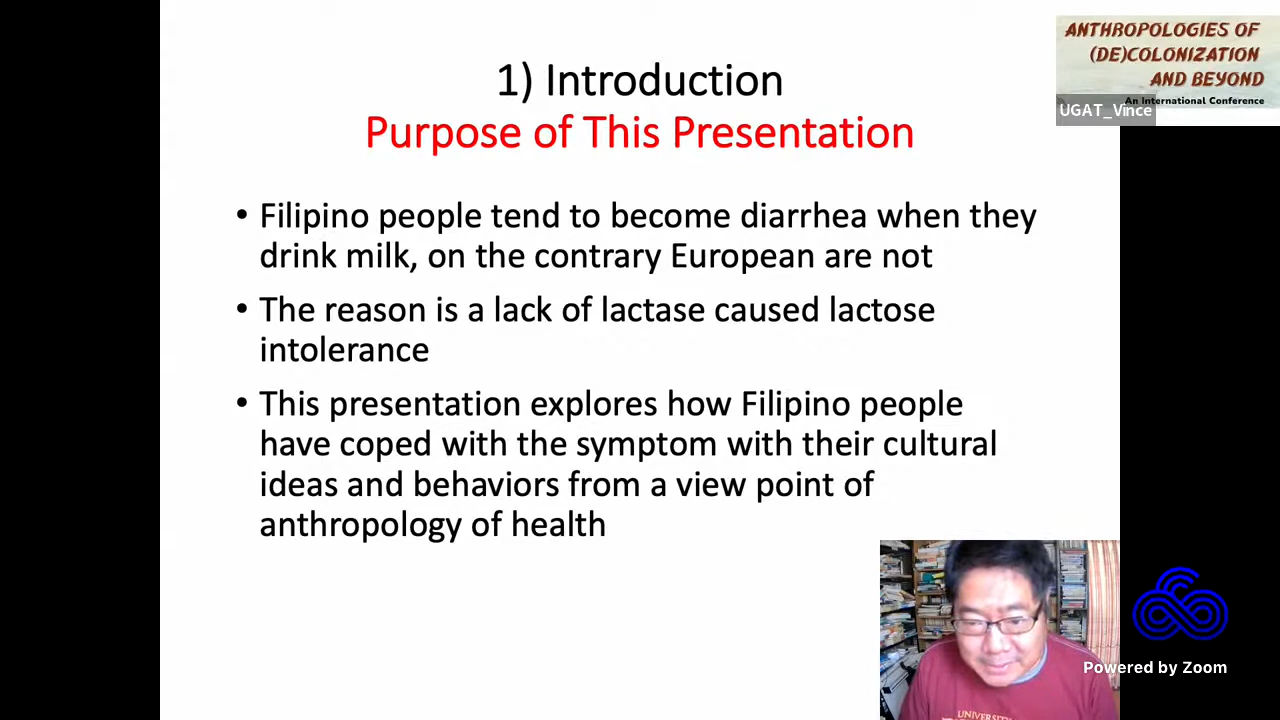 1) Introduction
Purpose of This Presentation
• Filipino people tend to become diarrhea when they
drink milk, on the contrary European are not
• The reason is a lack of lactase caused lactose
intolerance
• This presentation explores how Filipino people
have coped with the symptom with their cultural
ideas and behaviors from a view point of
anthropology of health
ANTHROPOLOGIES OF
(DE)COLONIZATION
AND BEYOND
An International Conference
UGAT_Vince
UNIVERSITY
Powered by Zoom